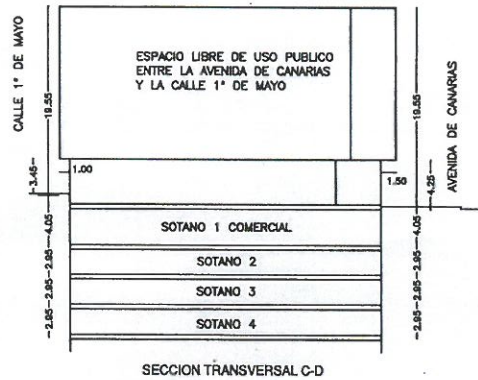 CALLE 1ª DE MAYO
19.55
ESPACIO LIBRE DE USO PUBLICO
ENTRE LA AVENIDA DE CANARIAS
Y LA CALLE 1ª DE MAYO
19.55
AVENIDA DE CANARIAS
3.45
1.00
1.50
4.25
2.95-2.95-2.95-4.05
SOTANO 1 COMERCIAL
SOTANO 2
SOTANO 3
SOTANO 4
2.95-2.95-2.95-4.05
SECCION TRANSVERSAL C-D